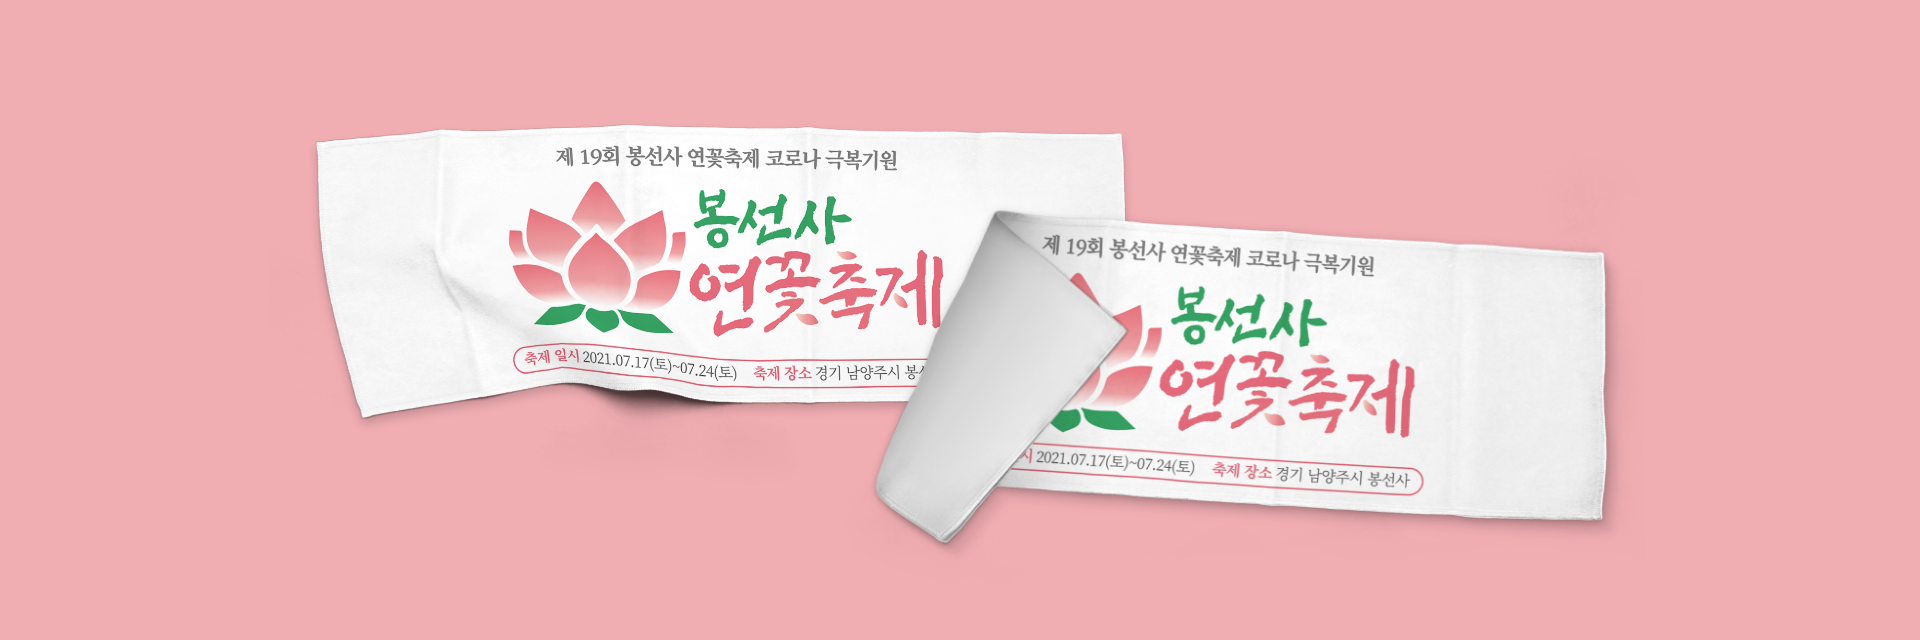 제 19회 봉선사 연꽃축제 코로나 극복기원
봉선사
연꽃축제
축제 일시 2021.07.17(토)~07.24(토) 축제 장소 경기 남양주시
제 19회 봉선사 연꽃축제 코로나 극복기원
봉선사
연꽃축제
2021.07.17(토)~07.24(토) 축제 장소 경기 남양주시 봉선사